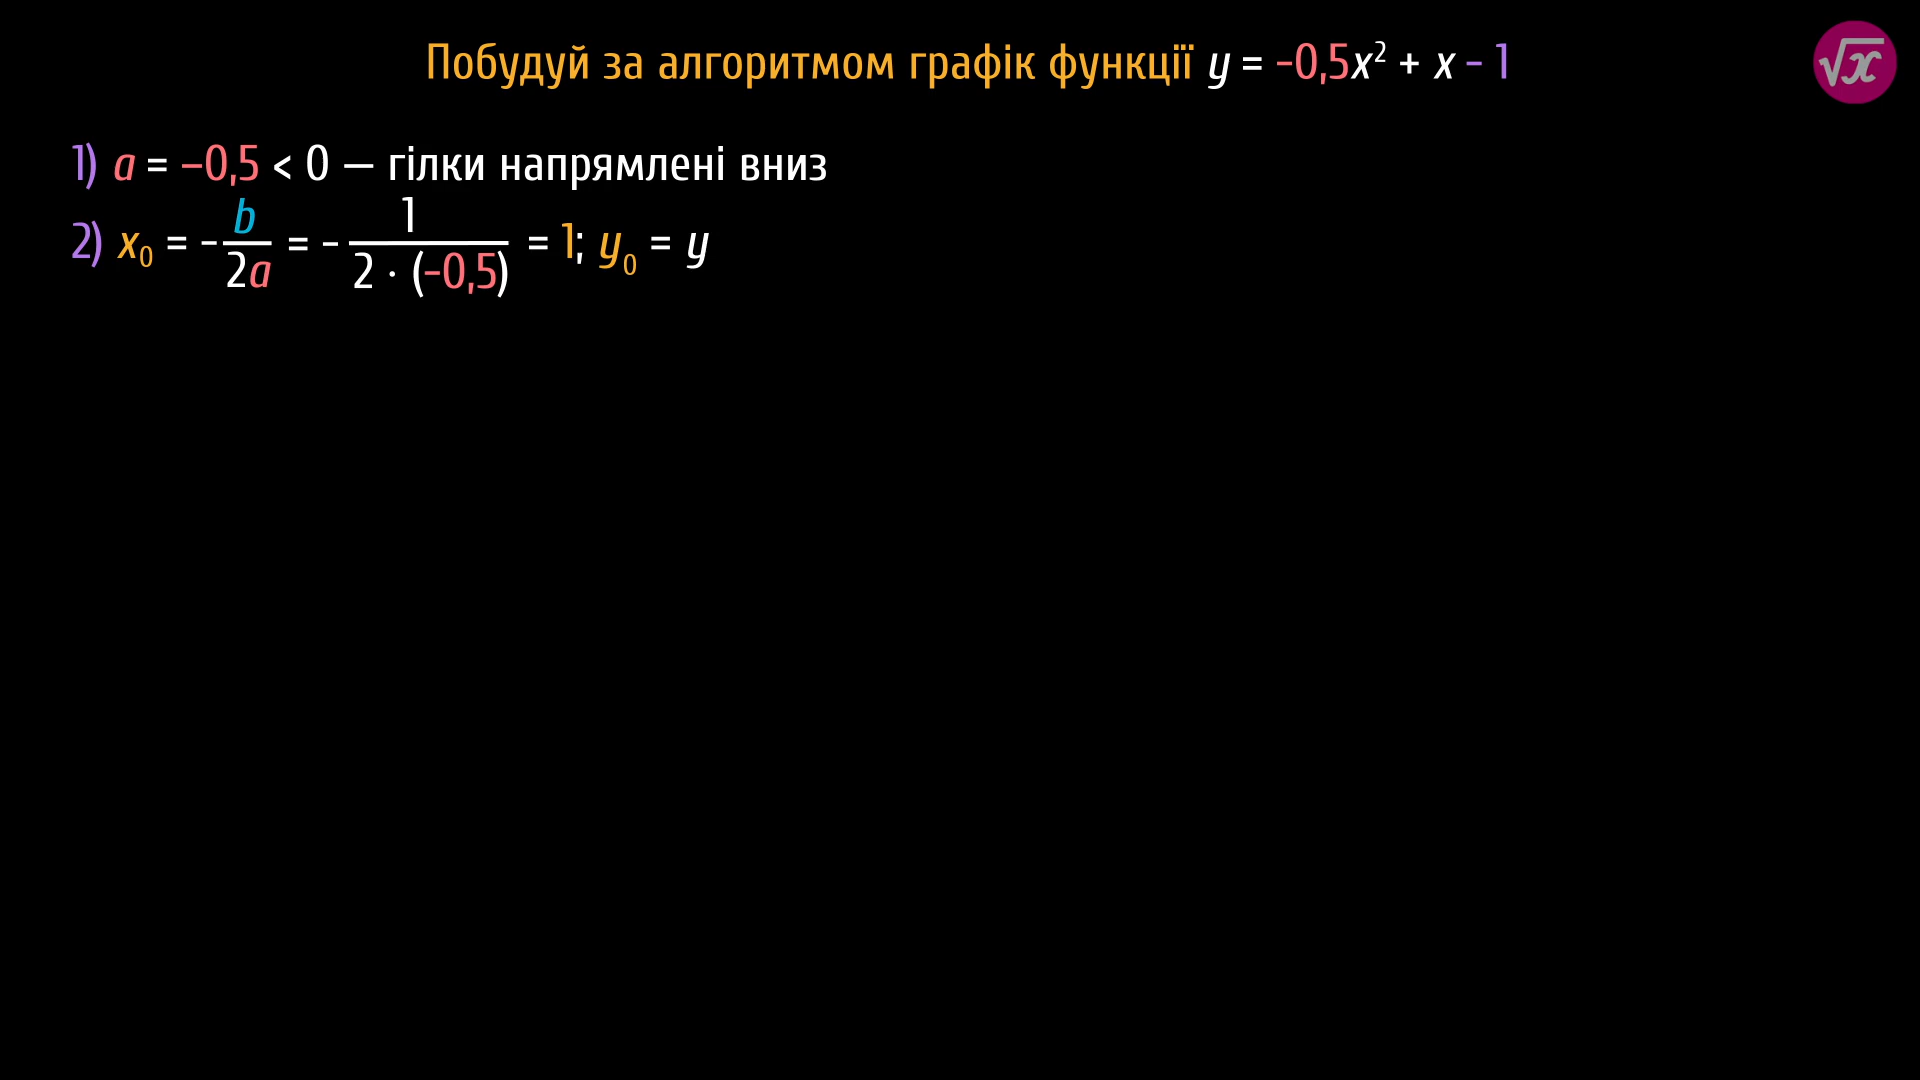 Побудуй за алгоритмом графік функції y = -0,5x² + x - 1
√x
1) a = –0,5 < 0 — гілки напрямлені вниз
2) x₀ = -b/2a = - 1/2 · (-0,5) = 1; y₀ = y